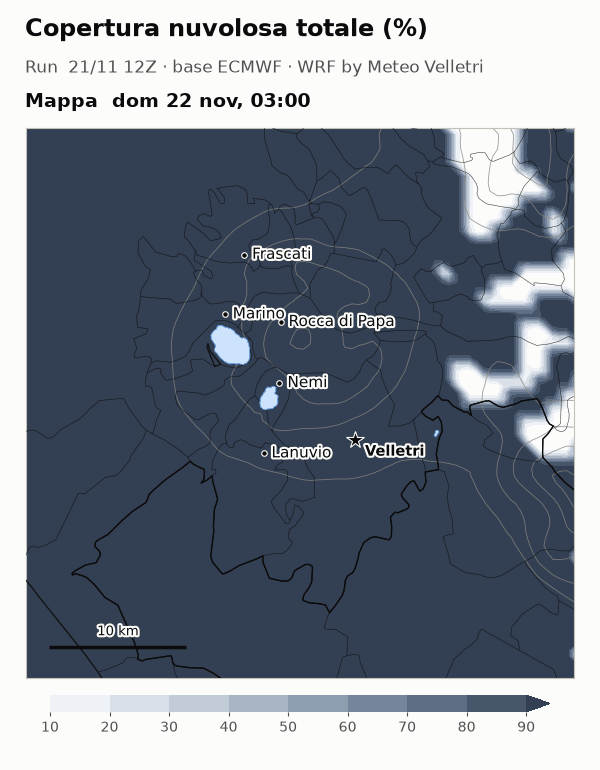 Copertura nuvolosa totale (%)
Run  21/11 12Z · base ECMWF · WRF by Meteo Velletri
Mappa  dom 22 nov, 03:00
Frascati
Marino
Rocca di Papa
Nemi
Velletri
Lanuvio
10 km
10 20 30 40 50 60 70 80 90